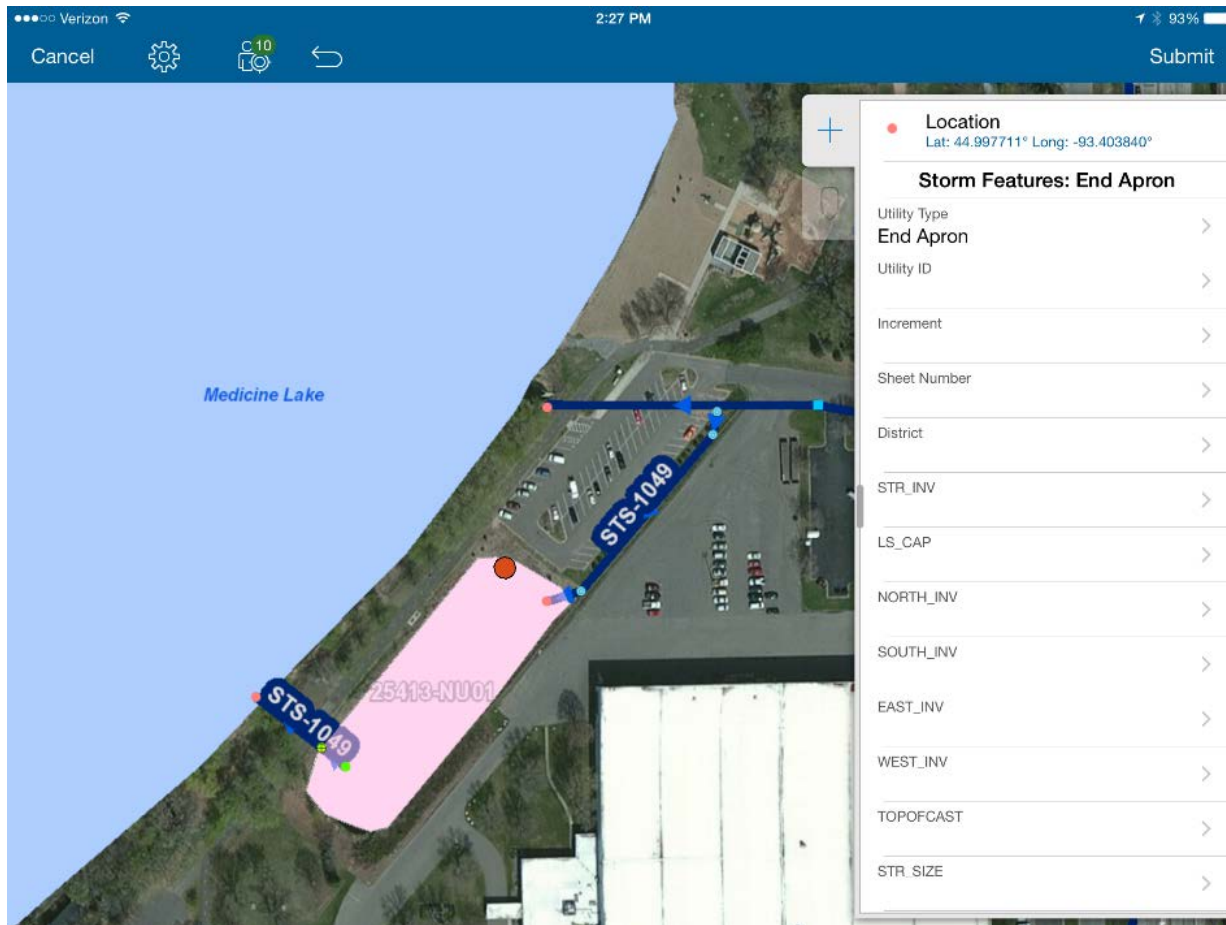 Verizon 2:27 PM 93%
Cancel C 10 Submit
Location
Lat: 44.997711° Long: -93.403840°
Storm Features: End Apron
Utility Type
End Apron
Utility ID
Increment
Sheet Number
District
STR_INV
LS_CAP
NORTH_INV
SOUTH_INV
EAST_INV
WEST_INV
TOPOFCAST
STR_SIZE
Medicine Lake
STS-1049
25413-NU01
STS-1049